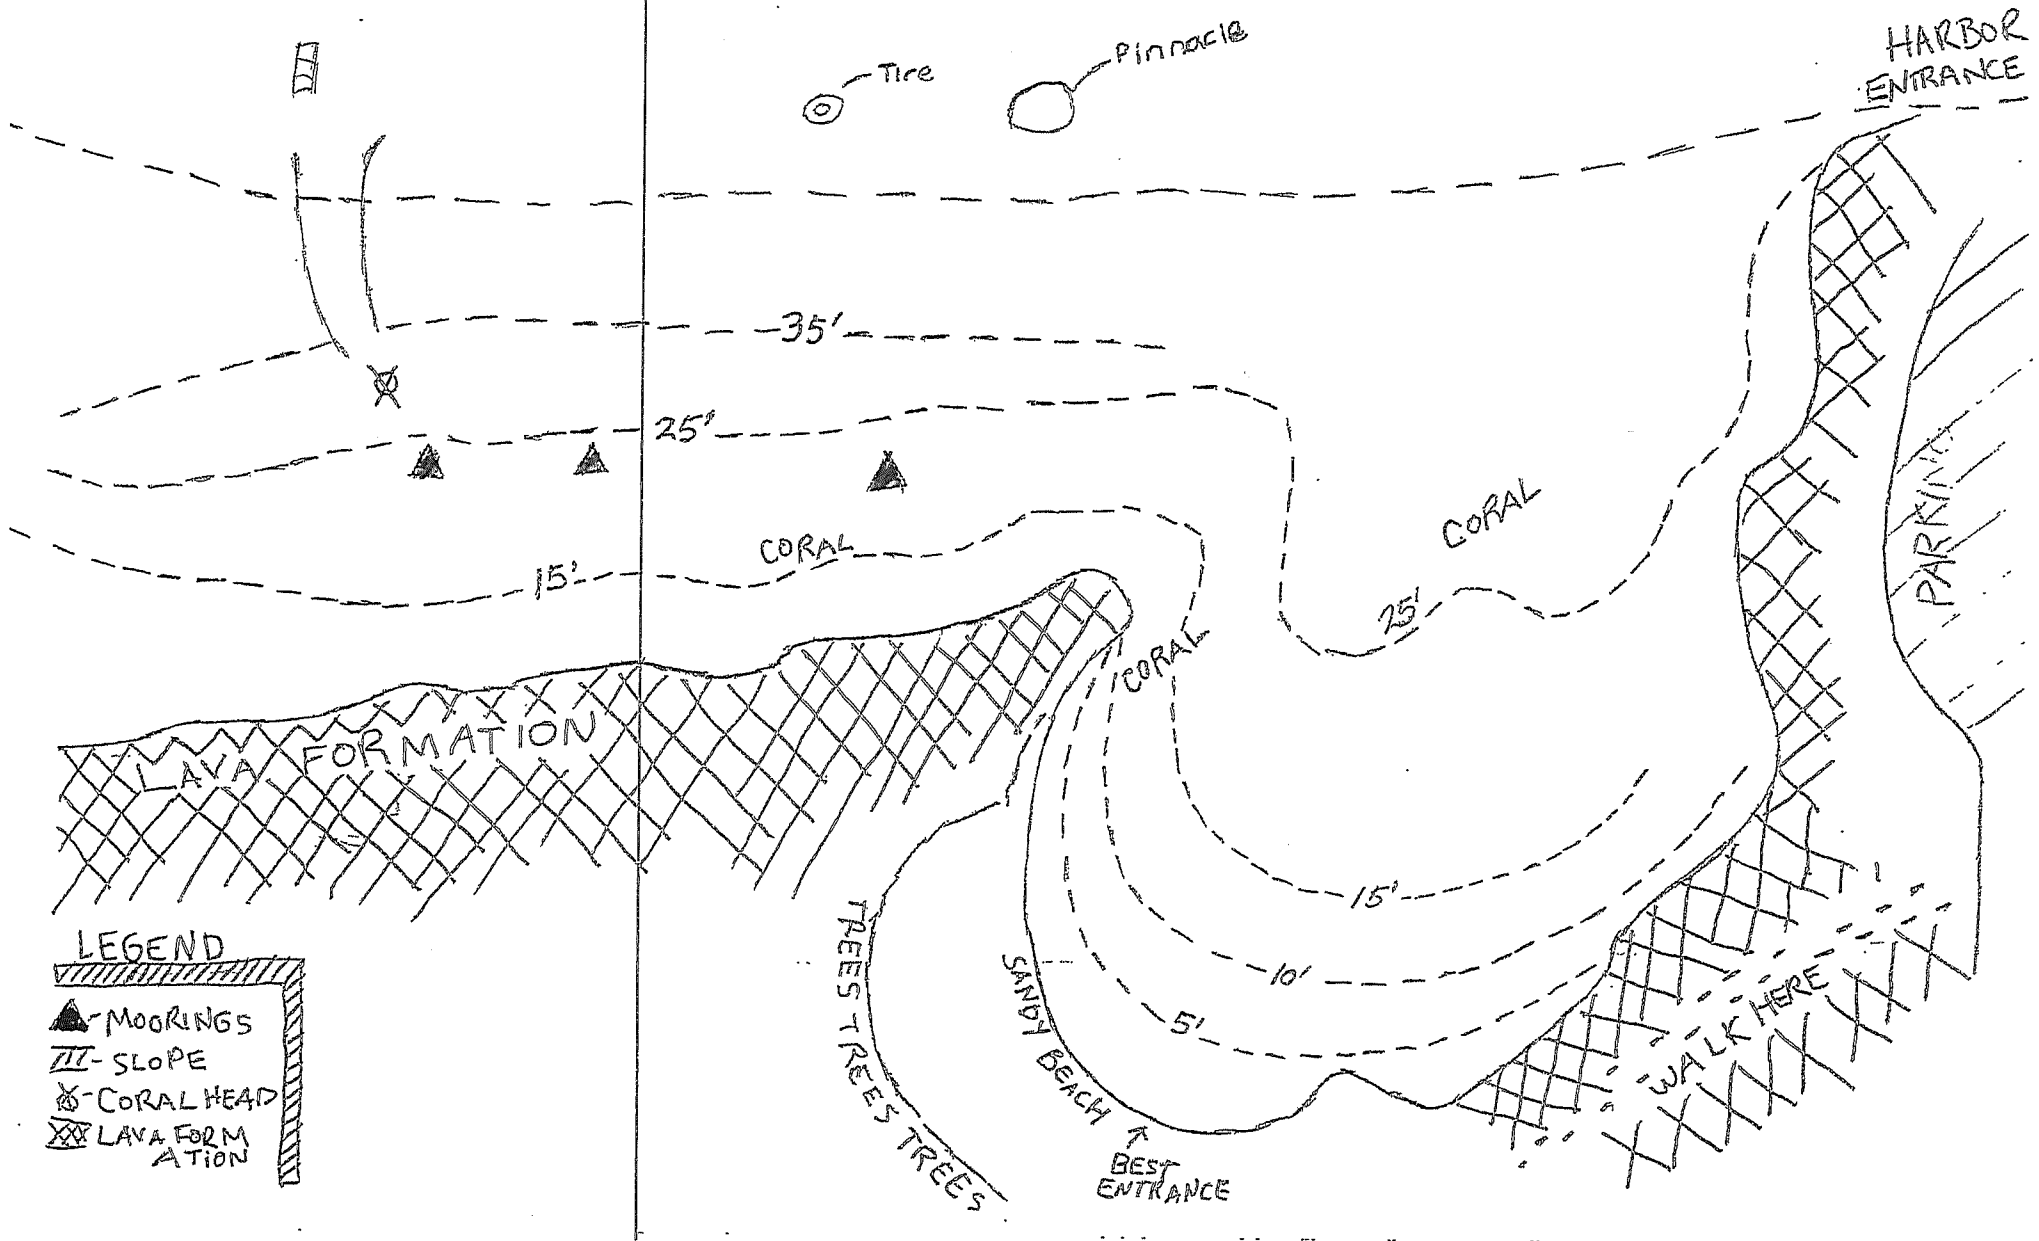 HARBOR
ENTRANCE
Tire
Pinnacle
35'
25'
CORAL
CORAL
15'
25'
CORAL
PARKING
LAVA FORMATION
15'
10'
5'
TREES TREES TREES
SANDY BEACH
WALK HERE
BEST
ENTRANCE
LEGEND
-MOORINGS
-SLOPE
-CORAL HEAD
LAVA FORM
ATION